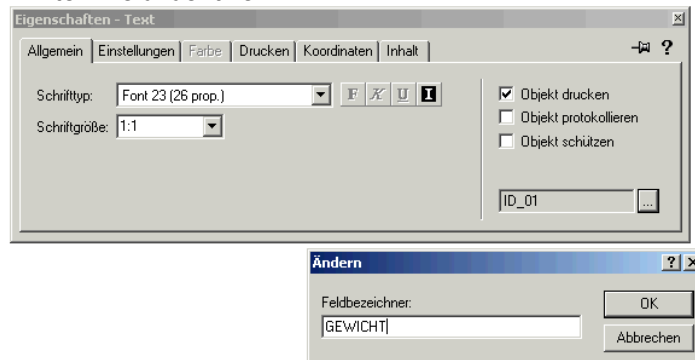 Eigenschaften - Text
Allgemein Einstellungen Farbe Drucken Koordinaten Inhalt ?
Schrifttyp: Font 23 (26 prop.) F K U I
Schriftgröße: 1:1
Objekt drucken
Objekt protokollieren
Objekt schützen
ID_01 ...
Ändern
Feldbezeichner:
GEWICHT
OK
Abbrechen